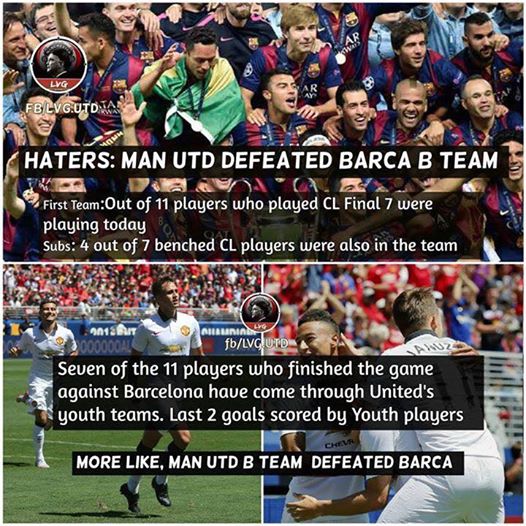 LVG
FB/LVG.UTD
HATERS: MAN UTD DEFEATED BARCA B TEAM
First Team:Out of 11 players who played CL Final 7 were
playing today
Subs: 4 out of 7 benched CL players were also in the team
LVG
fb/LVG.UTD
JANUZ
Seven of the 11 players who finished the game
against Barcelona have come through United's
youth teams. Last 2 goals scored by Youth players
CHEVR
MORE LIKE, MAN UTD B TEAM DEFEATED BARCA